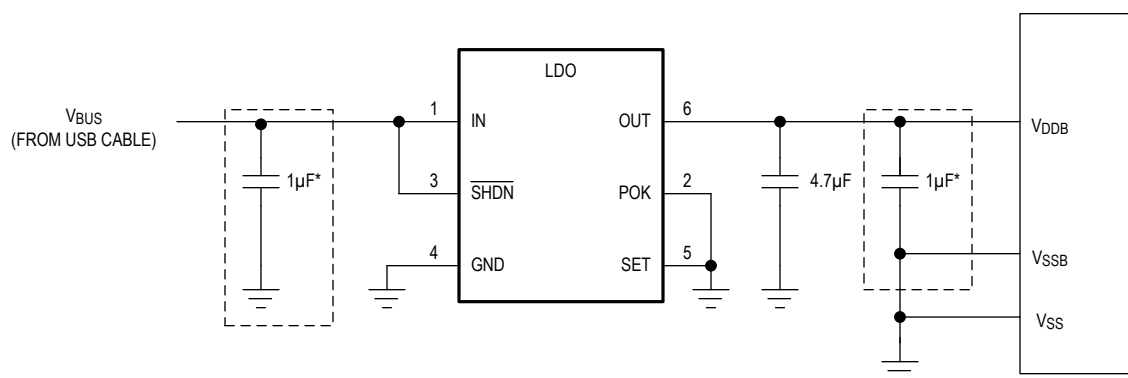 LDO
VBUS
(FROM USB CABLE)
1µF*
1
IN
3
SHDN
4
GND
OUT
6
POK
2
SET
5
4.7µF
1µF*
VDDB
VSSB
VSS